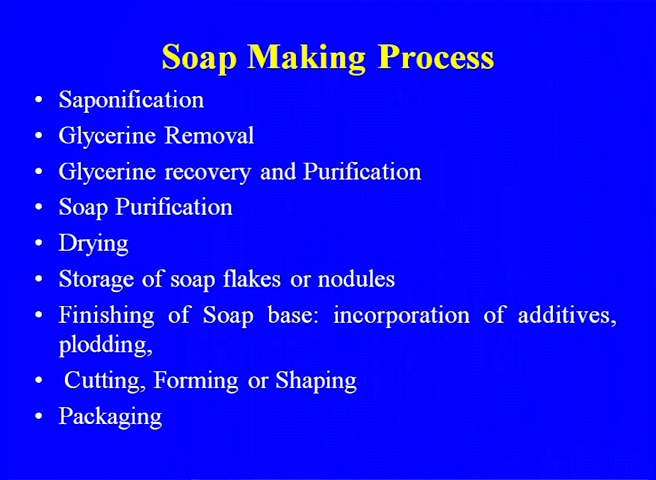 Soap Making Process
• Saponification
• Glycerine Removal
• Glycerine recovery and Purification
• Soap Purification
• Drying
• Storage of soap flakes or nodules
• Finishing of Soap base: incorporation of additives,
plodding,
• Cutting, Forming or Shaping
• Packaging